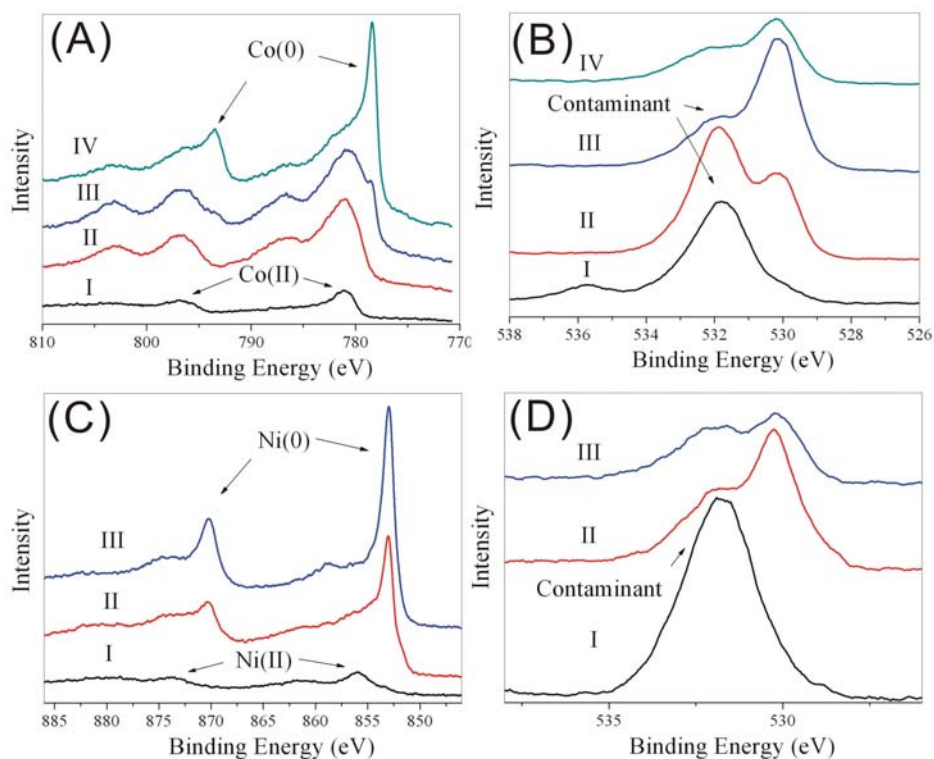 (A)
Co(0)
IV
III
II
I
Co(II)
Intensity
810 800 790 780 770
Binding Energy (eV)
(B)
IV
Contaminant
III
II
I
Intensity
538 536 534 532 530 528 526
Binding Energy (eV)
(C)
Ni(0)
III
II
I
Ni(II)
Intensity
885 880 875 870 865 860 855 850
Binding Energy (eV)
(D)
III
II
Contaminant
I
Intensity
535 530
Binding Energy (eV)